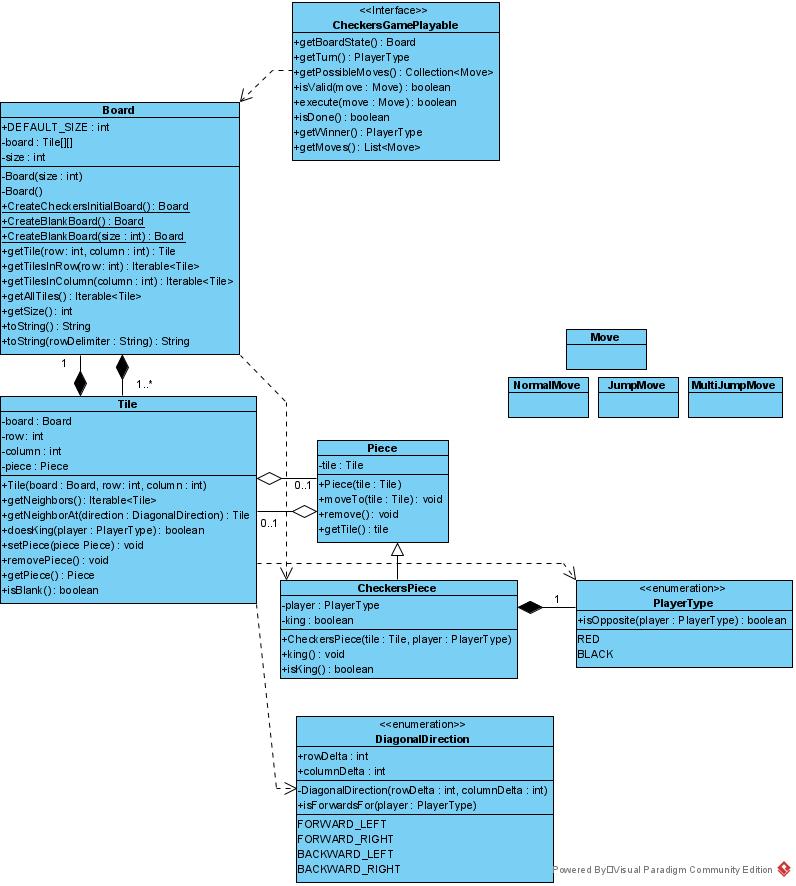 <<Interface>>
CheckersGamePlayable
+getBoardState() : Board
+getTurn() : PlayerType
+getPossibleMoves() : Collection<Move>
+isValid(move : Move) : boolean
+execute(move : Move) : boolean
+isDone() : boolean
+getWinner() : PlayerType
+getMoves() : List<Move>
Board
+DEFAULT_SIZE : int
-board : Tile[][]
-size : int
-Board(size : int)
-Board()
+CreateCheckersInitialBoard() : Board
+CreateBlankBoard() : Board
+CreateBlankBoard(size : int) : Board
+getTile(row : int, column : int) : Tile
+getTilesInRow(row : int) : Iterable<Tile>
+getTilesInColumn(column : int) : Iterable<Tile>
+getAllTiles() : Iterable<Tile>
+getSize() : int
+toString() : String
+toString(rowDelimiter : String) : String
1
1..*
Move
NormalMove
JumpMove
MultiJumpMove
Tile
-board : Board
-row : int
-column : int
-piece : Piece
+Tile(board : Board, row : int, column : int)
+getNeighbors() : Iterable<Tile>
+getNeighborAt(direction : DiagonalDirection) : Tile
+doesKing(player : PlayerType) : boolean
+setPiece(piece Piece) : void
+removePiece() : void
+getPiece() : Piece
+isBlank() : boolean
0..1
0..1
Piece
-tile : Tile
+Piece(tile : Tile)
+moveTo(tile : Tile) : void
+remove() : void
+getTile() : tile
CheckersPiece
-player : PlayerType
-king : boolean
+CheckersPiece(tile : Tile, player : PlayerType)
+king() : void
+isKing() : boolean
1
<<enumeration>>
PlayerType
+isOpposite(player : PlayerType) : boolean
RED
BLACK
<<enumeration>>
DiagonalDirection
+rowDelta : int
+columnDelta : int
-DiagonalDirection(rowDelta : int, columnDelta : int)
+isForwardsFor(player : PlayerType)
FORWARD_LEFT
FORWARD_RIGHT
BACKWARD_LEFT
BACKWARD_RIGHT
Powered By Visual Paradigm Community Edition